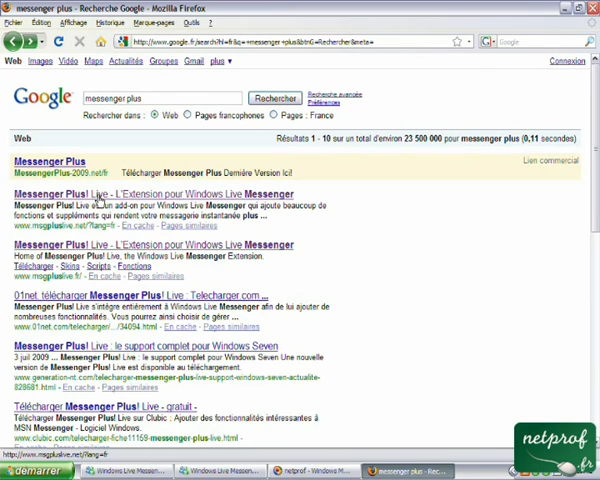 messenger plus - Recherche Google - Mozilla Firefox
Fichier Édition Affichage Historique Marque-pages Outils ?
http://www.google.fr/search?hl=fr&q=+messenger+plus&btnG=Rechercher&meta=
Google
Web Images Vidéo Maps Actualités Groupes Gmail plus ▼
Connexion
Google
messenger plus
Rechercher
Recherche avancée
Préférences
Rechercher dans : Web Pages francophones Pages : France
Web
Résultats 1 - 10 sur un total d'environ 23 500 000 pour messenger plus (0,11 secondes)
Messenger Plus
Lien commercial
MessengerPlus-2009.net/fr Télécharger Messenger Plus Dernière Version Ici!
Messenger Plus! Live - L'Extension pour Windows Live Messenger
Messenger Plus! Live est un add-on pour Windows Live Messenger qui ajoute beaucoup de
fonctions et suppléments qui rendent votre messagerie instantanée plus ...
www.msgpluslive.net/?lang=fr - En cache - Pages similaires
Messenger Plus! Live - L'Extension pour Windows Live Messenger
Home of Messenger Plus! Live, the Windows Live Messenger Extension.
Télécharger - Skins - Scripts - Fonctions
www.msgpluslive.fr/ - En cache - Pages similaires
01net. télécharger Messenger Plus! Live : Telecharger.com ...
Messenger Plus! Live s'intègre entièrement à Windows Live Messenger afin de lui ajouter de
nombreuses fonctionnalités. Vous pourrez ainsi choisir de gérer ...
www.01net.com/telecharger/.../34094.html - En cache - Pages similaires
Messenger Plus! Live : le support complet pour Windows Seven
3 juil 2009 ... Messenger Plus! Live : le support complet pour Windows Seven Une nouvelle
version de Messenger Plus! Live est disponible au téléchargement.
www.generation-nt.com/telecharger-messenger-plus-live-support-windows-seven-actualite-
828681.html - En cache - Pages similaires
Télécharger Messenger Plus! Live - gratuit -
Messenger Plus! Live sur Clubic : Ajouter des fonctionnalités intéressantes à
MSN Messenger - Logiciel Windows.
www.clubic.com/telecharger-fiche11159-messenger-plus-live.html -
En cache - Pages similaires
http://www.msgpluslive.net/?lang=fr
netprof
.fr
démarrer
Windows Live Messen...
Windows Live Messen...
netprof - Windows M...
messenger plus - Rec...